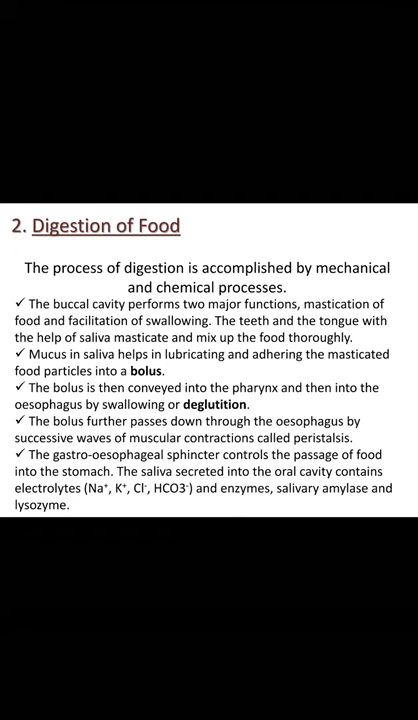 2. Digestion of Food
The process of digestion is accomplished by mechanical
and chemical processes.
✓ The buccal cavity performs two major functions, mastication of
food and facilitation of swallowing. The teeth and the tongue with
the help of saliva masticate and mix up the food thoroughly.
✓ Mucus in saliva helps in lubricating and adhering the masticated
food particles into a bolus.
✓ The bolus is then conveyed into the pharynx and then into the
oesophagus by swallowing or deglutition.
✓ The bolus further passes down through the oesophagus by
successive waves of muscular contractions called peristalsis.
✓ The gastro-oesophageal sphincter controls the passage of food
into the stomach. The saliva secreted into the oral cavity contains
electrolytes (Na⁺, K⁺, Cl⁻, HCO3⁻) and enzymes, salivary amylase and
lysozyme.